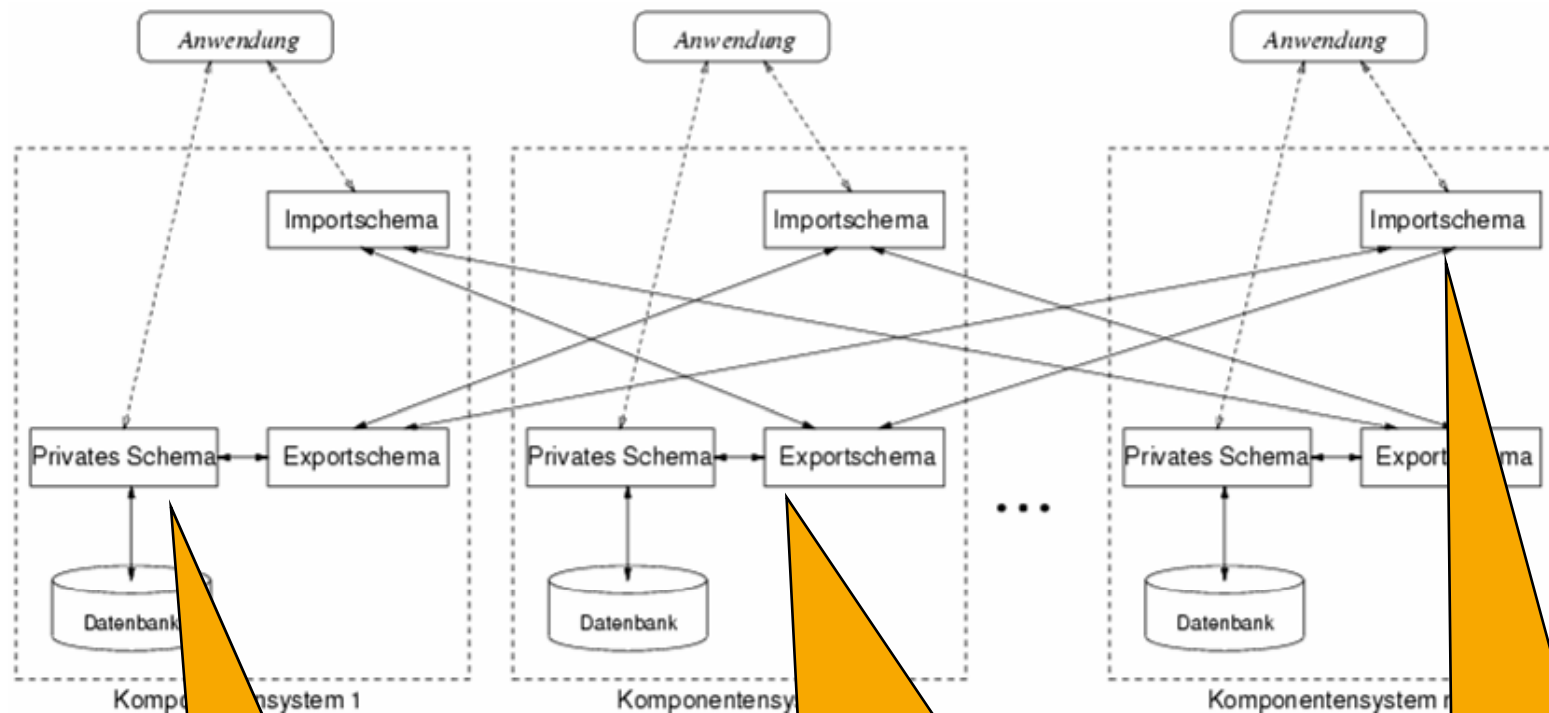 Anwendung
Anwendung
Anwendung
Importschema
Importschema
Importschema
Privates Schema
Exportschema
Privates Schema
Exportschema
Privates Schema
Datenbank
Datenbank
Datenbank
Komponentensystem 1